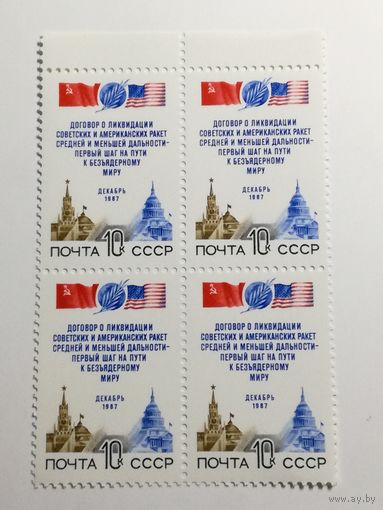 ДОГОВОР О ЛИКВИДАЦИИ
СОВЕТСКИХ И АМЕРИКАНСКИХ РАКЕТ
СРЕДНЕЙ И МЕНЬШЕЙ ДАЛЬНОСТИ-
ПЕРВЫЙ ШАГ НА ПУТИ
К БЕЗЪЯДЕРНОМУ
МИРУ
ДЕКАБРЬ
1987
ПОЧТА 10к СССР
ДОГОВОР О ЛИКВИДАЦИИ
СОВЕТСКИХ И АМЕРИКАНСКИХ РАКЕТ
СРЕДНЕЙ И МЕНЬШЕЙ ДАЛЬНОСТИ-
ПЕРВЫЙ ШАГ НА ПУТИ
К БЕЗЪЯДЕРНОМУ
МИРУ
ДЕКАБРЬ
1987
ПОЧТА 10к СССР
ДОГОВОР О ЛИКВИДАЦИИ
СОВЕТСКИХ И АМЕРИКАНСКИХ РАКЕТ
СРЕДНЕЙ И МЕНЬШЕЙ ДАЛЬНОСТИ-
ПЕРВЫЙ ШАГ НА ПУТИ
К БЕЗЪЯДЕРНОМУ
МИРУ
ДЕКАБРЬ
1987
ПОЧТА 10к СССР
ДОГОВОР О ЛИКВИДАЦИИ
СОВЕТСКИХ И АМЕРИКАНСКИХ РАКЕТ
СРЕДНЕЙ И МЕНЬШЕЙ ДАЛЬНОСТИ-
ПЕРВЫЙ ШАГ НА ПУТИ
К БЕЗЪЯДЕРНОМУ
МИРУ
ДЕКАБРЬ
1987
ПОЧТА 10к СССР
ay.by